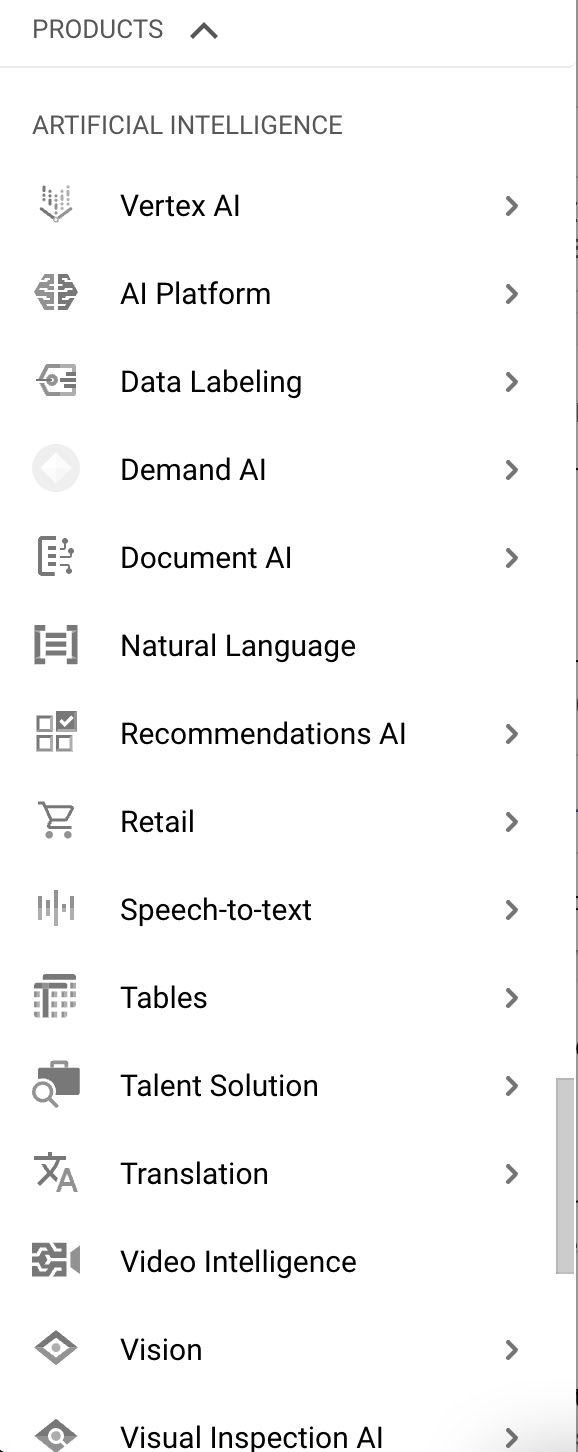 PRODUCTS
ARTIFICIAL INTELLIGENCE
Vertex AI
AI Platform
Data Labeling
Demand AI
Document AI
Natural Language
Recommendations AI
Retail
Speech-to-text
Tables
Talent Solution
Translation
Video Intelligence
Vision
Visual Inspection AI